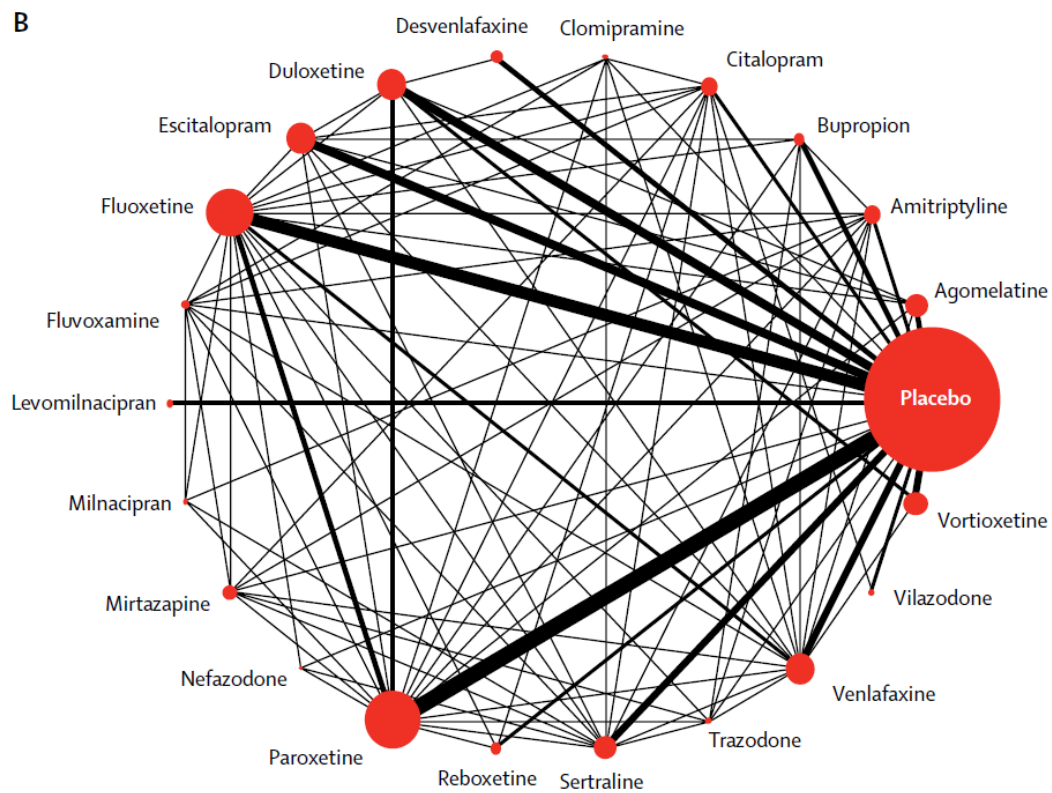 B
Desvenlafaxine
Clomipramine
Duloxetine
Citalopram
Escitalopram
Bupropion
Fluoxetine
Amitriptyline
Agomelatine
Fluvoxamine
Levomilnacipran
Placebo
Milnacipran
Vortioxetine
Mirtazapine
Vilazodone
Nefazodone
Venlafaxine
Paroxetine
Trazodone
Reboxetine
Sertraline